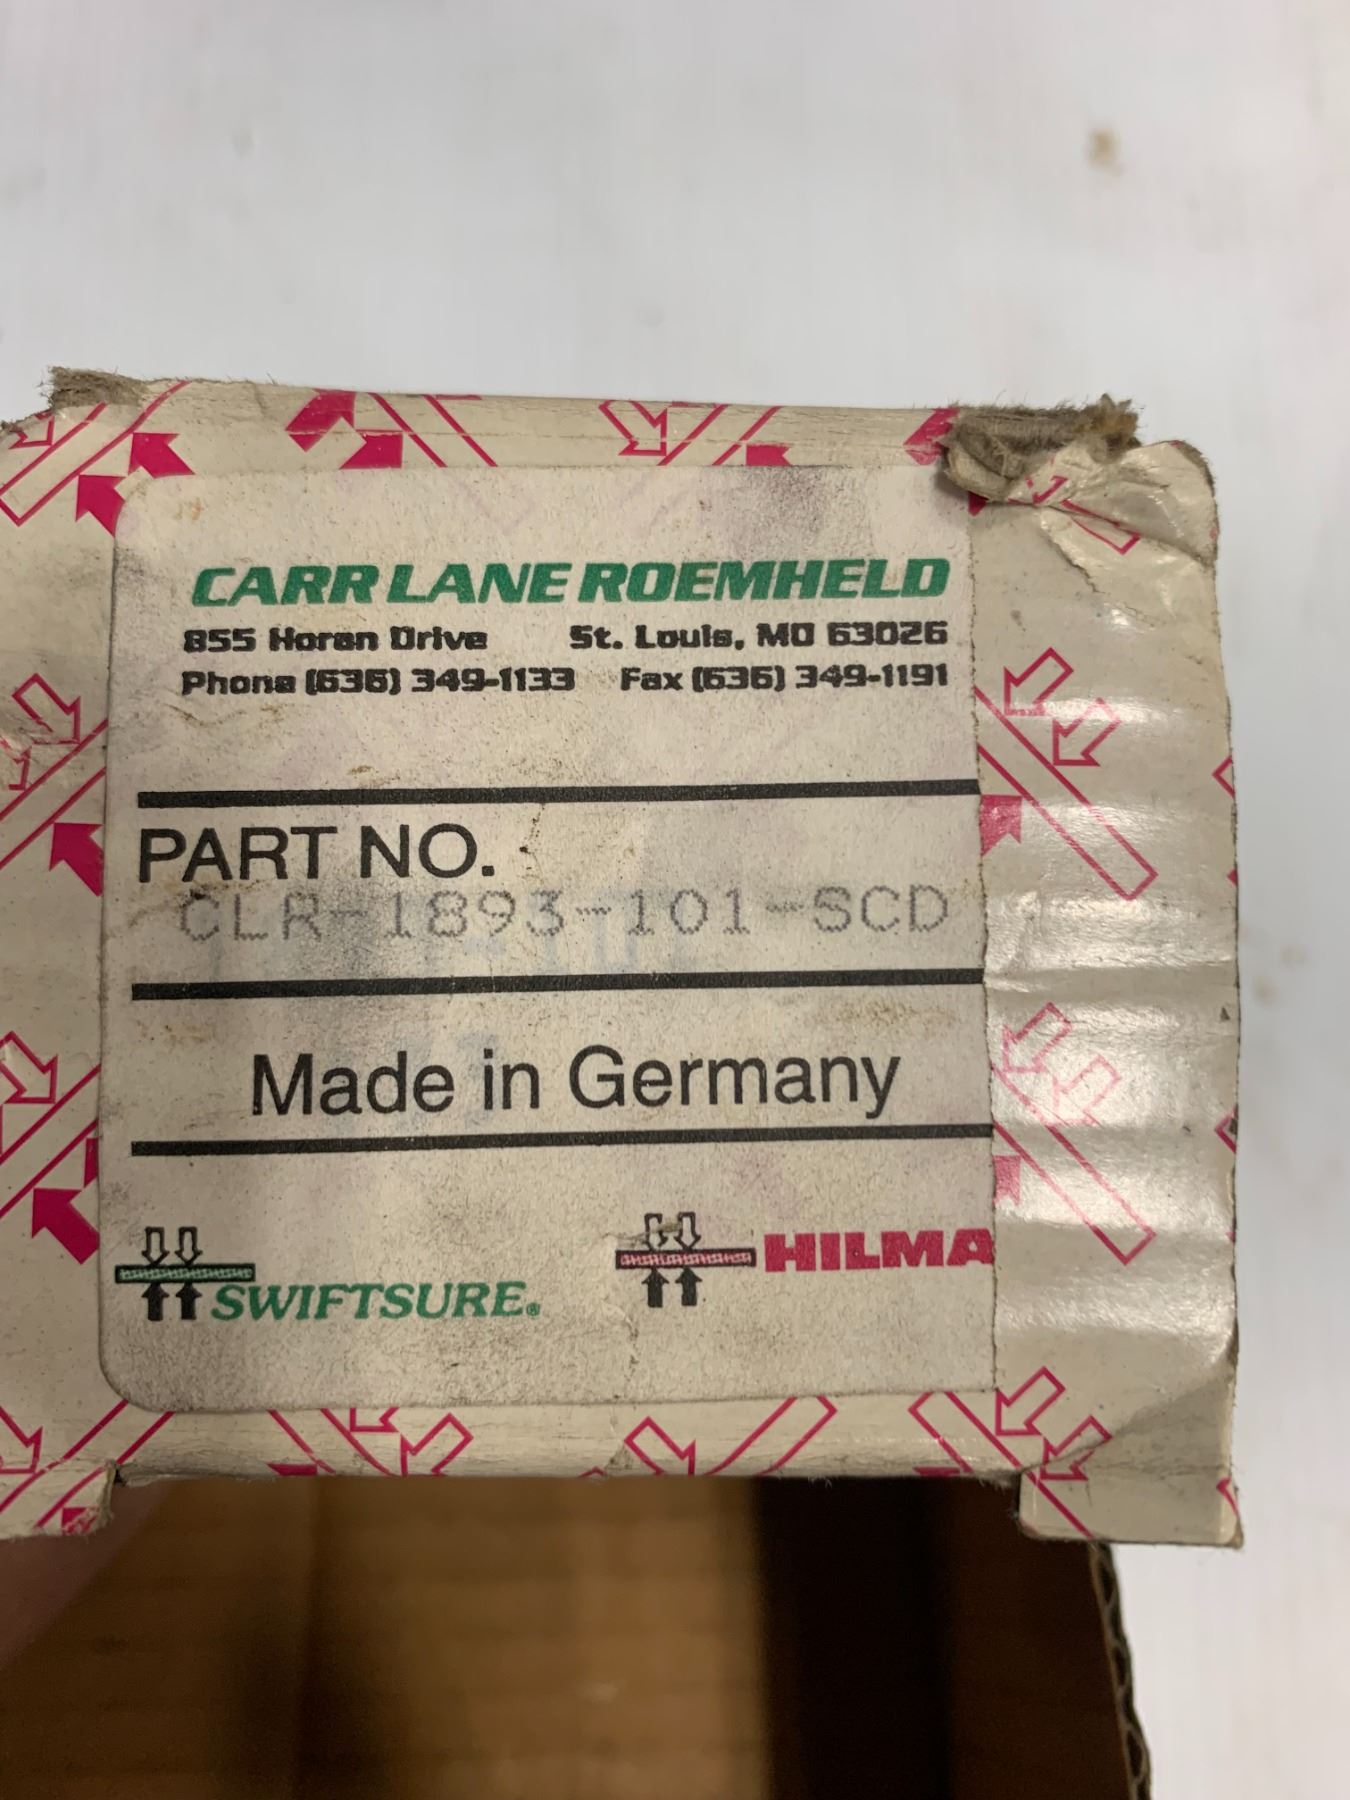 CARR LANE ROEMHELD
855 Horan Drive St. Louis, MO 63026
Phone (636) 349-1133 Fax (636) 349-1191
PART NO.
CLR-1893-101-SCD
Made in Germany
SWIFTSURE®
HILMA